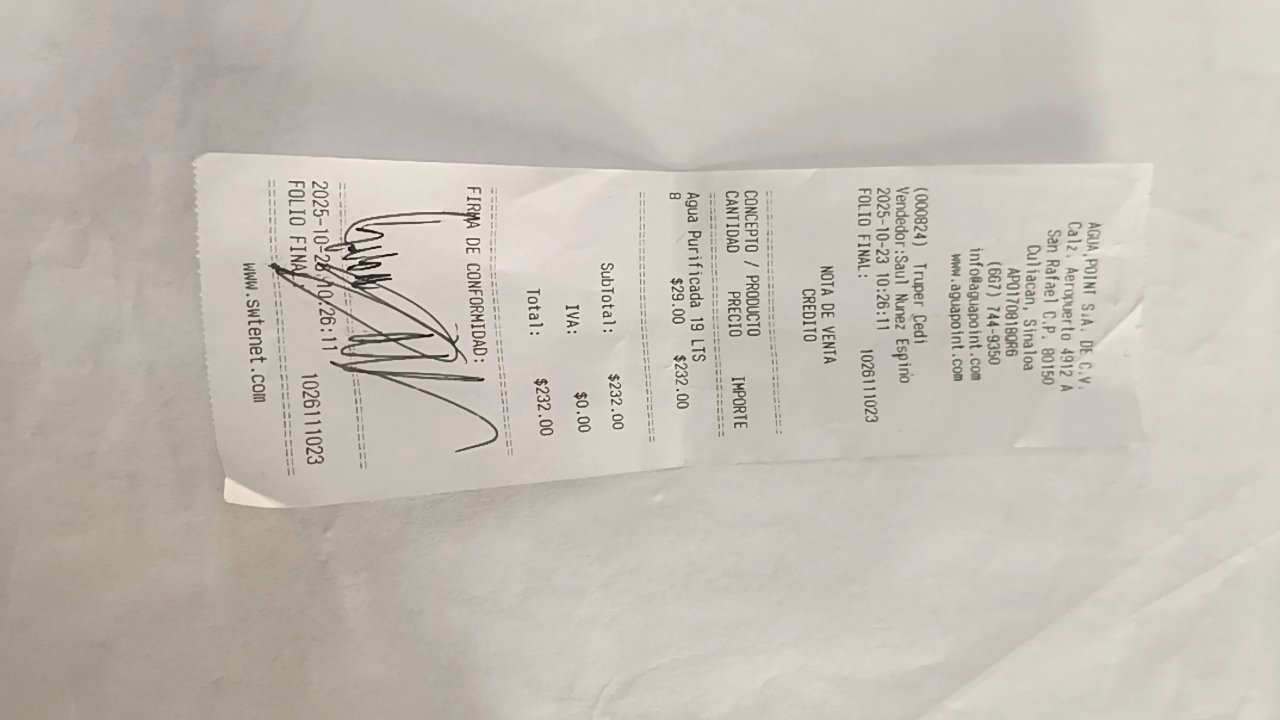 AGUA POINT S.A. DE C.V.
Calz. Aeropuerto 4912 A
San Rafael C.P. 80150
Culiacan, Sinaloa
APO170818QR6
(667) 744-9350
info@aguapoint.com
www.aguapoint.com
(000824) Truper Cedi
Vendedor:Saul Nunez Espino
2025-10-23 10:26:11
FOLIO FINAL: 1026111023
NOTA DE VENTA
CREDITO
CONCEPTO / PRODUCTO
CANTIDAD PRECIO IMPORTE
Agua Purificada 19 LTS
8 $29.00 $232.00
SubTotal: $232.00
IVA: $0.00
Total: $232.00
FIRMA DE CONFORMIDAD:
2025-10-23 10:26:11
FOLIO FINAL: 1026111023
www.swtenet.com